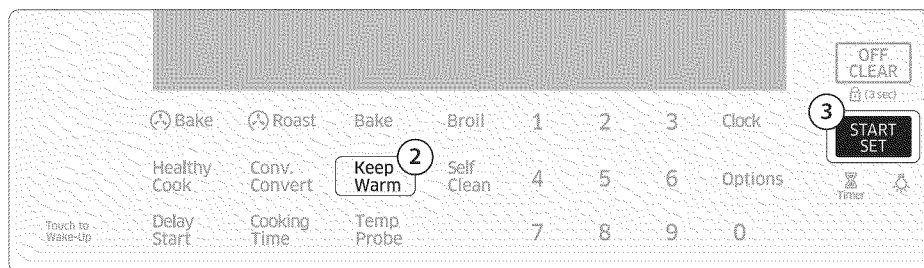 OFF
CLEAR
(3 sec)
Bake Roast Bake Broil 1 2 3 Clock
3
START
SET
2
Healthy
Cook
Conv.
Convert
Keep
Warm
Self
Clean
4 5 6 Options
Timer
Touch to
Wake-Up
Delay
Start
Cooking
Time
Temp
Probe
7 8 9 0